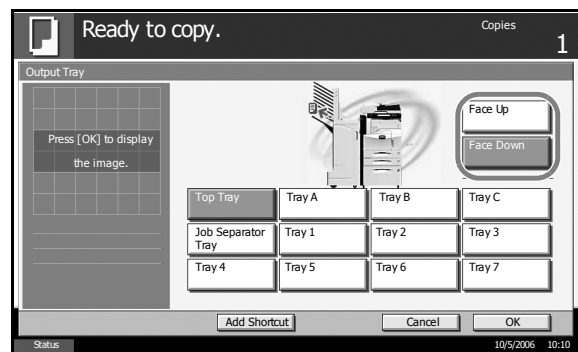 Ready to copy.
Copies
1
Output Tray
Press [OK] to display
the image.
Face Up
Face Down
Top Tray
Tray A
Tray B
Tray C
Job Separator
Tray
Tray 1
Tray 2
Tray 3
Tray 4
Tray 5
Tray 6
Tray 7
Add Shortcut
Cancel
OK
Status
10/5/2006 10:10